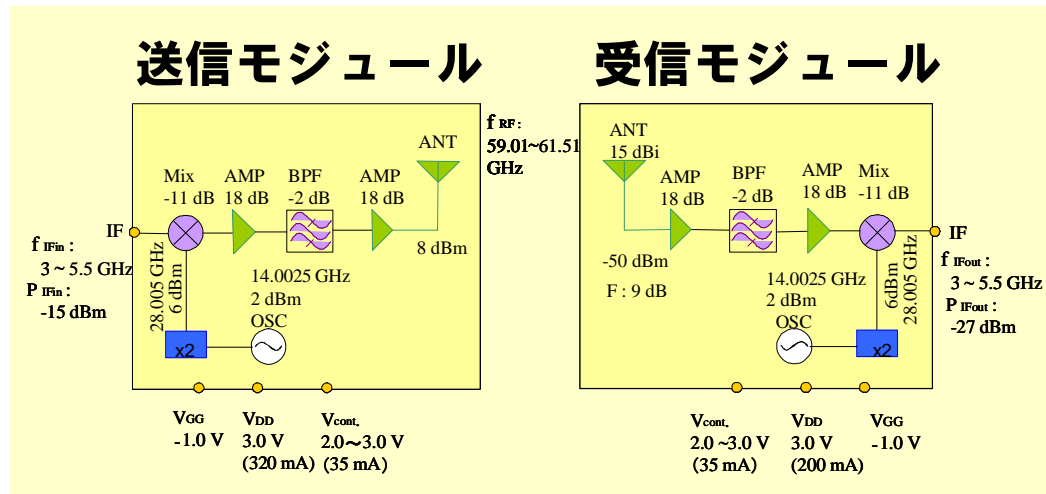 送信モジュール
受信モジュール
ANT
Mix
-11 dB
AMP
18 dB
BPF
-2 dB
AMP
18 dB
f RF :
59.01~61.51
GHz
IF
f IFin :
3 ~ 5.5 GHz
P IFin :
-15 dBm
28.005 GHz
6 dBm
8 dBm
14.0025 GHz
2 dBm
OSC
x2
VGG
-1.0 V
VDD
3.0 V
(320 mA)
Vcont.
2.0～3.0 V
(35 mA)
ANT
15 dBi
AMP
18 dB
BPF
-2 dB
AMP
18 dB
Mix
-11 dB
IF
f IFout :
3 ~ 5.5 GHz
P IFout :
-27 dBm
-50 dBm
F : 9 dB
14.0025 GHz
2 dBm
OSC
6dBm
28.005 GHz
x2
Vcont.
2.0 ~3.0 V
(35 mA)
VDD
3.0 V
(200 mA)
VGG
-1.0 V